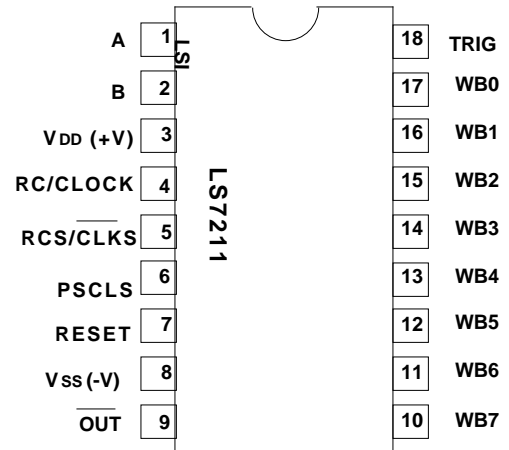 A 1 LSI 18 TRIG
B 2 17 WB0
VDD (+V) 3 16 WB1
RC/CLOCK 4 15 WB2
RCS/CLKS 5 14 WB3
PSCLS 6 13 WB4
RESET 7 12 WB5
VSS (-V) 8 11 WB6
OUT 9 10 WB7
LS7211